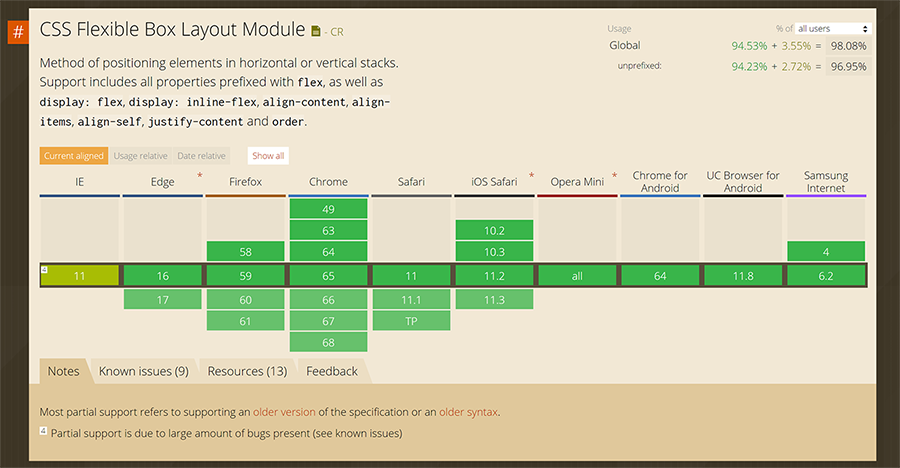 #
CSS Flexible Box Layout Module - CR
Usage % of all users
Global 94.53% + 3.55% = 98.08%
unprefixed: 94.23% + 2.72% = 96.95%
Method of positioning elements in horizontal or vertical stacks.
Support includes all properties prefixed with flex, as well as
display: flex, display: inline-flex, align-content, align-
items, align-self, justify-content and order.
Current aligned Usage relative Date relative Show all
IE Edge * Firefox Chrome Safari iOS Safari * Opera Mini * Chrome for Android UC Browser for Android Samsung Internet
49
63 10.2
58 64 10.3 4
4 11 16 59 65 11 11.2 all 64 11.8 6.2
17 60 66 11.1 11.3
61 67 TP
68
Notes Known issues (9) Resources (13) Feedback
Most partial support refers to supporting an older version of the specification or an older syntax.
4 Partial support is due to large amount of bugs present (see known issues)